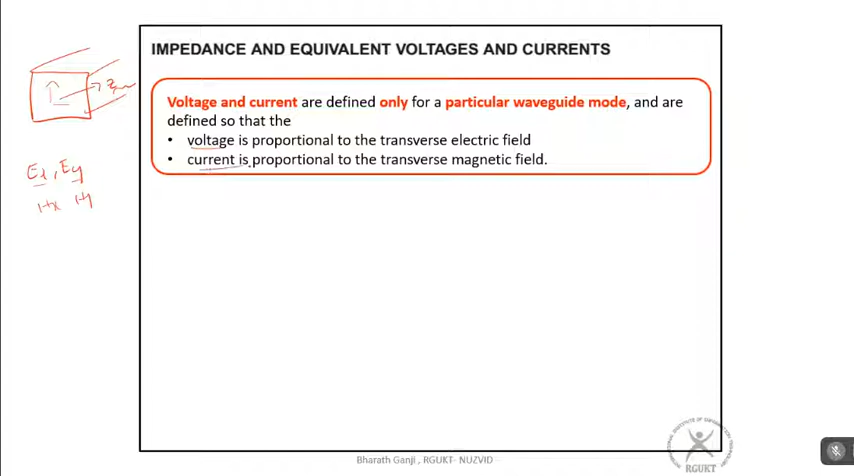 IMPEDANCE AND EQUIVALENT VOLTAGES AND CURRENTS
Voltage and current are defined only for a particular waveguide mode, and are
defined so that the
• voltage is proportional to the transverse electric field
• current is proportional to the transverse magnetic field.
Ex, Ey
Hx Hy
Bharath Ganji , RGUKT- NUZVID
RGUKT